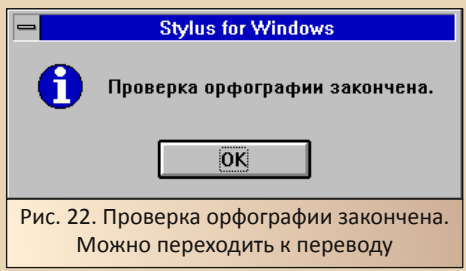 Stylus for Windows
Проверка орфографии закончена.
OK
Рис. 22. Проверка орфографии закончена.
Можно переходить к переводу